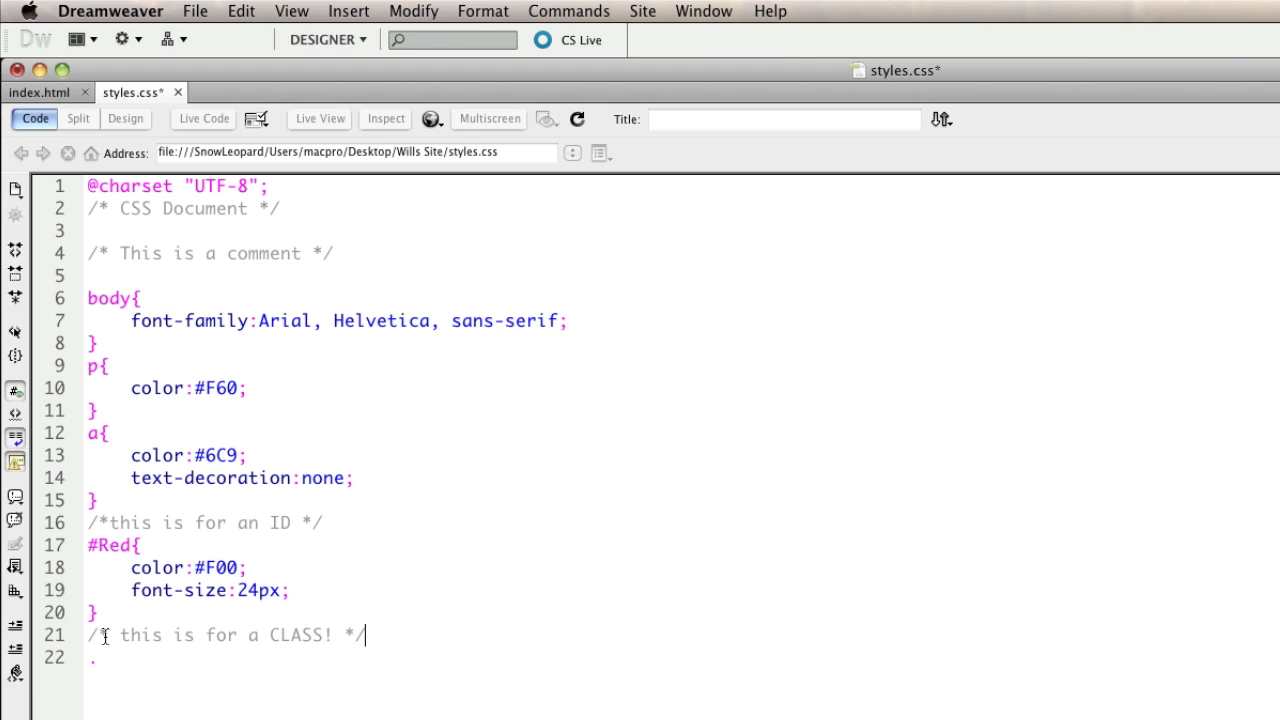 Dreamweaver File Edit View Insert Modify Format Commands Site Window Help
Dw DESIGNER CS Live
styles.css*
index.html × styles.css* ×
Code Split Design Live Code Live View Inspect Multiscreen Title:
Address: file:///SnowLeopard/Users/macpro/Desktop/Wills Site/styles.css
1 @charset "UTF-8";
2 /* CSS Document */
3
4 /* This is a comment */
5
6 body{
7 font-family:Arial, Helvetica, sans-serif;
8 }
9 p{
10 color:#F60;
11 }
12 a{
13 color:#6C9;
14 text-decoration:none;
15 }
16 /*this is for an ID */
17 #Red{
18 color:#F00;
19 font-size:24px;
20 }
21 /* this is for a CLASS! */
22 .